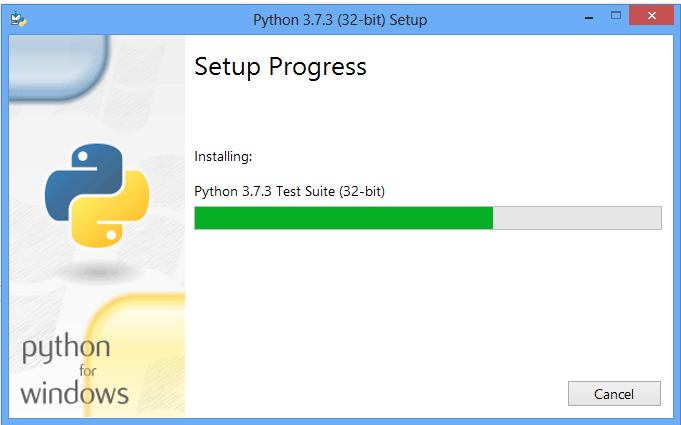 Python 3.7.3 (32-bit) Setup
Setup Progress
Installing:
Python 3.7.3 Test Suite (32-bit)
python
for
windows
Cancel